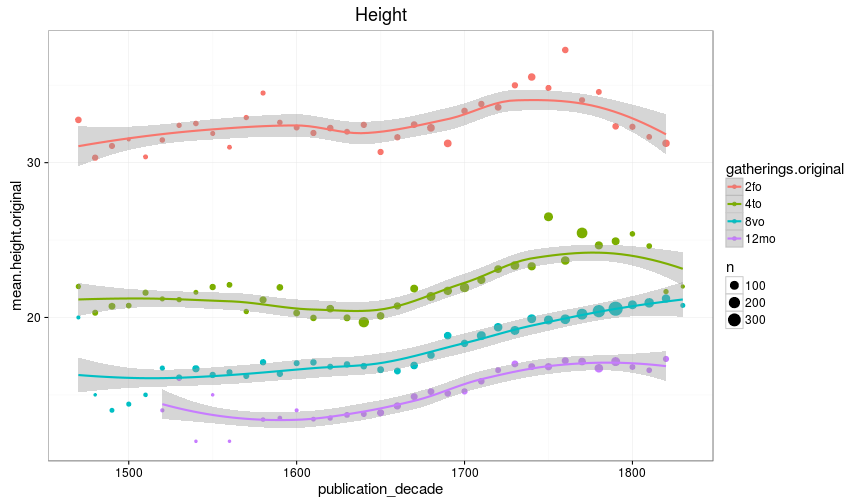 Height
mean.height.original
30
20
1500
1600
1700
1800
publication_decade
gatherings.original
2fo
4to
8vo
12mo
n
100
200
300